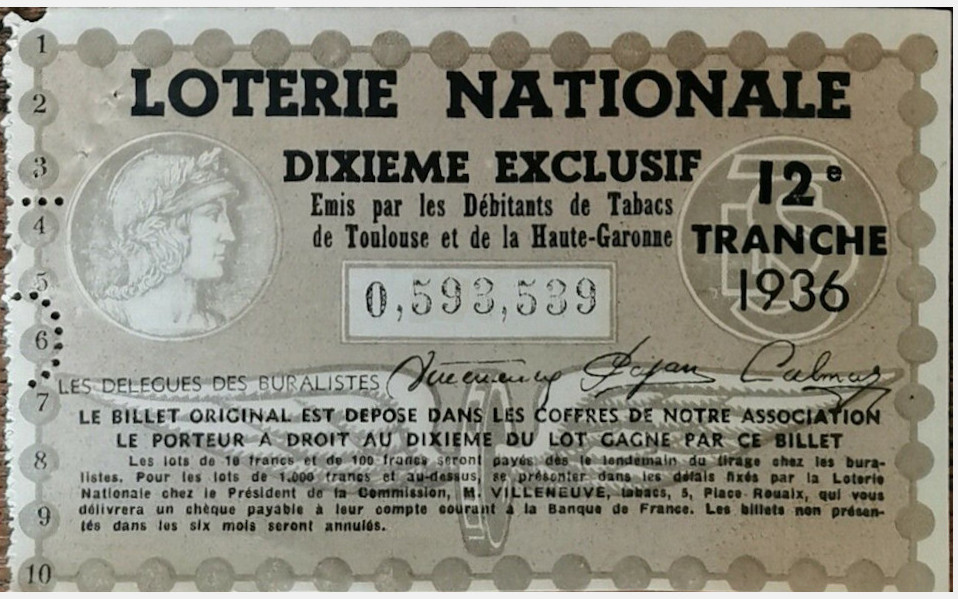 1
2
3
4
5
6
7
8
9
10
LOTERIE NATIONALE
DIXIEME EXCLUSIF
Emis par les Débitants de Tabacs
de Toulouse et de la Haute-Garonne
12e
TRANCHE
1936
0,593,539
LES DELEGUES DES BURALISTES
LE BILLET ORIGINAL EST DEPOSE DANS LES COFFRES DE NOTRE ASSOCIATION
LE PORTEUR A DROIT AU DIXIEME DU LOT GAGNE PAR CE BILLET
Les lots de 10 francs et de 100 francs seront payés dès le lendemain du tirage chez les bura-
listes. Pour les lots de 1.000 francs et au-dessus, se présenter dans les délais fixés par la Loterie
Nationale chez le Président de la Commission, M. VILLENEUVE, tabacs, 5, Place Rouaix, qui vous
délivrera un chèque payable à leur compte courant à la Banque de France. Les billets non présen-
tés dans les six mois seront annulés.